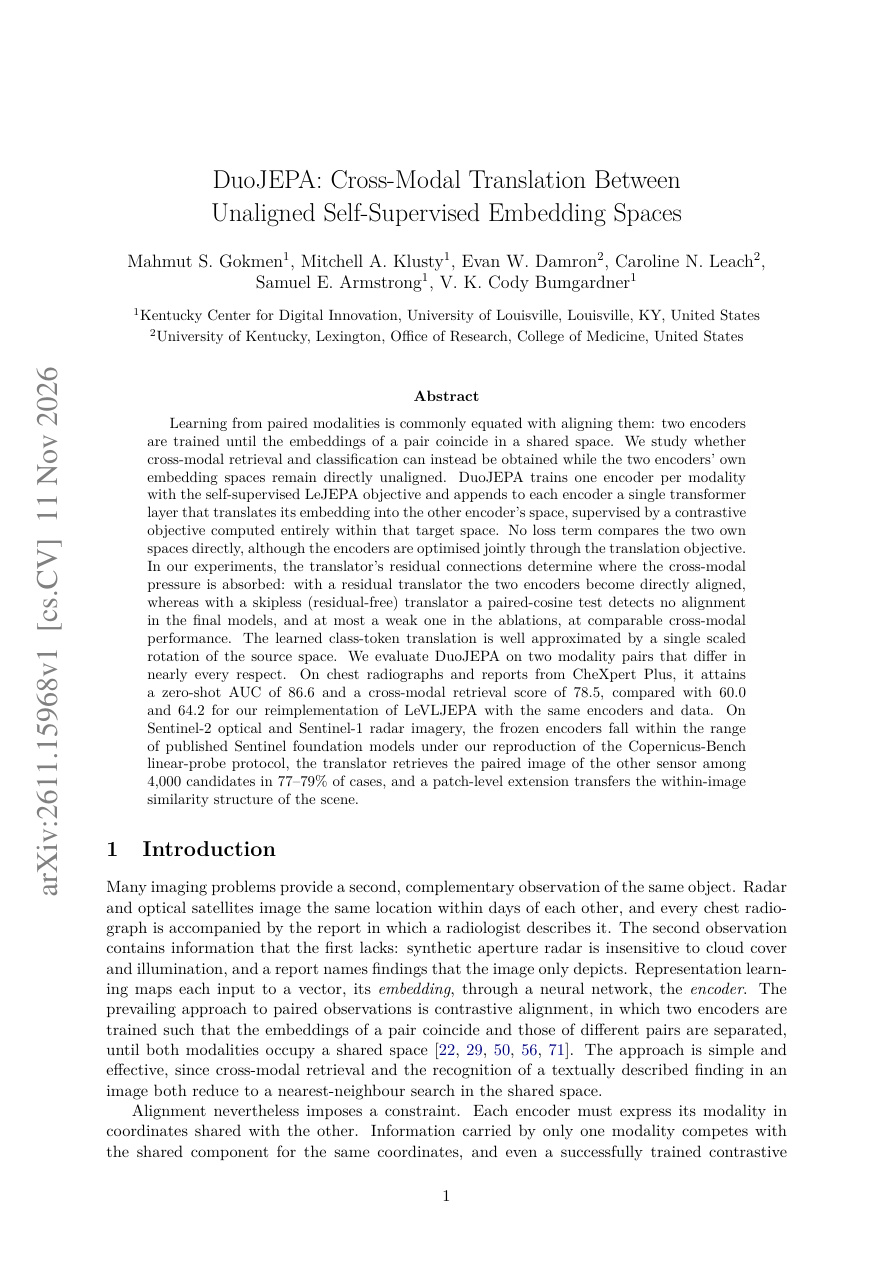 DuoJEPA: Cross-Modal Translation Between
Unaligned Self-Supervised Embedding Spaces
Mahmut S. Gokmen1, Mitchell A. Klusty1, Evan W. Damron2, Caroline N. Leach2,
Samuel E. Armstrong1, V. K. Cody Bumgardner1
1Kentucky Center for Digital Innovation, University of Louisville, Louisville, KY, United States
2University of Kentucky, Lexington, Office of Research, College of Medicine, United States
arXiv:2611.15968v1 [cs.CV] 11 Nov 2026
Abstract
Learning from paired modalities is commonly equated with aligning them: two encoders
are trained until the embeddings of a pair coincide in a shared space. We study whether
cross-modal retrieval and classification can instead be obtained while the two encoders' own
embedding spaces remain directly unaligned. DuoJEPA trains one encoder per modality
with the self-supervised LeJEPA objective and appends to each encoder a single transformer
layer that translates its embedding into the other encoder's space, supervised by a contrastive
objective computed entirely within that target space. No loss term compares the two own
spaces directly, although the encoders are optimised jointly through the translation objective.
In our experiments, the translator's residual connections determine where the cross-modal
pressure is absorbed: with a residual translator the two encoders become directly aligned,
whereas with a skipless (residual-free) translator a paired-cosine test detects no alignment
in the final models, and at most a weak one in the ablations, at comparable cross-modal
performance. The learned class-token translation is well approximated by a single scaled
rotation of the source space. We evaluate DuoJEPA on two modality pairs that differ in
nearly every respect. On chest radiographs and reports from CheXpert Plus, it attains
a zero-shot AUC of 86.6 and a cross-modal retrieval score of 78.5, compared with 60.0
and 64.2 for our reimplementation of LeVLJEPA with the same encoders and data. On
Sentinel-2 optical and Sentinel-1 radar imagery, the frozen encoders fall within the range
of published Sentinel foundation models under our reproduction of the Copernicus-Bench
linear-probe protocol, the translator retrieves the paired image of the other sensor among
4,000 candidates in 77–79% of cases, and a patch-level extension transfers the within-image
similarity structure of the scene.
1 Introduction
Many imaging problems provide a second, complementary observation of the same object. Radar
and optical satellites image the same location within days of each other, and every chest radio-
graph is accompanied by the report in which a radiologist describes it. The second observation
contains information that the first lacks: synthetic aperture radar is insensitive to cloud cover
and illumination, and a report names findings that the image only depicts. Representation learn-
ing maps each input to a vector, its embedding, through a neural network, the encoder. The
prevailing approach to paired observations is contrastive alignment, in which two encoders are
trained such that the embeddings of a pair coincide and those of different pairs are separated,
until both modalities occupy a shared space [22, 29, 50, 56, 71]. The approach is simple and
effective, since cross-modal retrieval and the recognition of a textually described finding in an
image both reduce to a nearest-neighbour search in the shared space.
Alignment nevertheless imposes a constraint. Each encoder must express its modality in
coordinates shared with the other. Information carried by only one modality competes with
the shared component for the same coordinates, and even a successfully trained contrastive
1